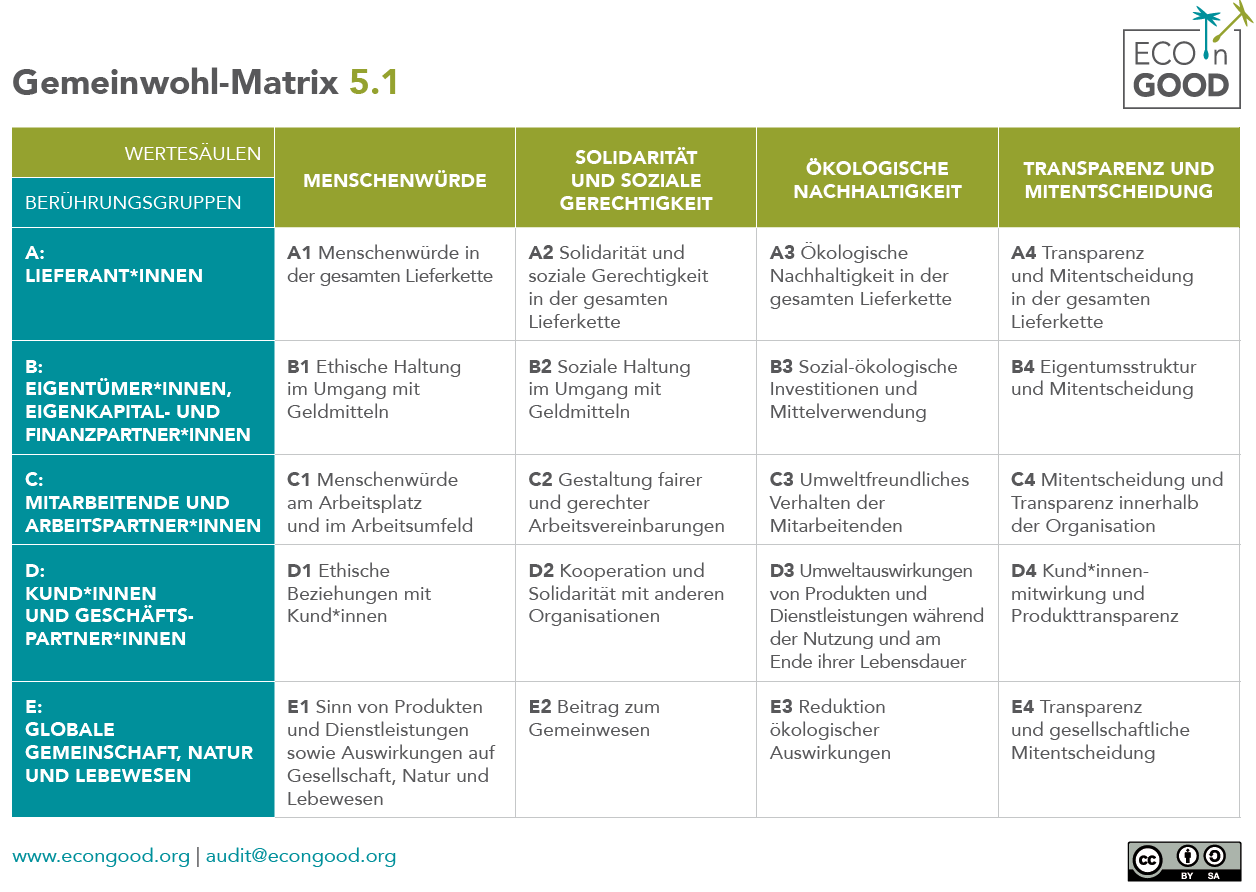 ECOnGOOD
Gemeinwohl-Matrix 5.1
WERTESÄULEN
BERÜHRUNGSGRUPPEN
MENSCHENWÜRDE
SOLIDARITÄT
UND SOZIALE
GERECHTIGKEIT
ÖKOLOGISCHE
NACHHALTIGKEIT
TRANSPARENZ UND
MITENTSCHEIDUNG
A:
LIEFERANT*INNEN
A1 Menschenwürde in
der gesamten Lieferkette
A2 Solidarität und
soziale Gerechtigkeit
in der gesamten
Lieferkette
A3 Ökologische
Nachhaltigkeit in der
gesamten Lieferkette
A4 Transparenz
und Mitentscheidung
in der gesamten
Lieferkette
B:
EIGENTÜMER*INNEN,
EIGENKAPITAL- UND
FINANZPARTNER*INNEN
B1 Ethische Haltung
im Umgang mit
Geldmitteln
B2 Soziale Haltung
im Umgang mit
Geldmitteln
B3 Sozial-ökologische
Investitionen und
Mittelverwendung
B4 Eigentumsstruktur
und Mitentscheidung
C:
MITARBEITENDE UND
ARBEITSPARTNER*INNEN
C1 Menschenwürde
am Arbeitsplatz
und im Arbeitsumfeld
C2 Gestaltung fairer
und gerechter
Arbeitsvereinbarungen
C3 Umweltfreundliches
Verhalten der
Mitarbeitenden
C4 Mitentscheidung und
Transparenz innerhalb
der Organisation
D:
KUND*INNEN
UND GESCHÄFTS-
PARTNER*INNEN
D1 Ethische
Beziehungen mit
Kund*innen
D2 Kooperation und
Solidarität mit anderen
Organisationen
D3 Umweltauswirkungen
von Produkten und
Dienstleistungen während
der Nutzung und am
Ende ihrer Lebensdauer
D4 Kund*innen-
mitwirkung und
Produkttransparenz
E:
GLOBALE
GEMEINSCHAFT, NATUR
UND LEBEWESEN
E1 Sinn von Produkten
und Dienstleistungen
sowie Auswirkungen auf
Gesellschaft, Natur und
Lebewesen
E2 Beitrag zum
Gemeinwesen
E3 Reduktion
ökologischer
Auswirkungen
E4 Transparenz
und gesellschaftliche
Mitentscheidung
www.econgood.org | audit@econgood.org
cc
BY SA